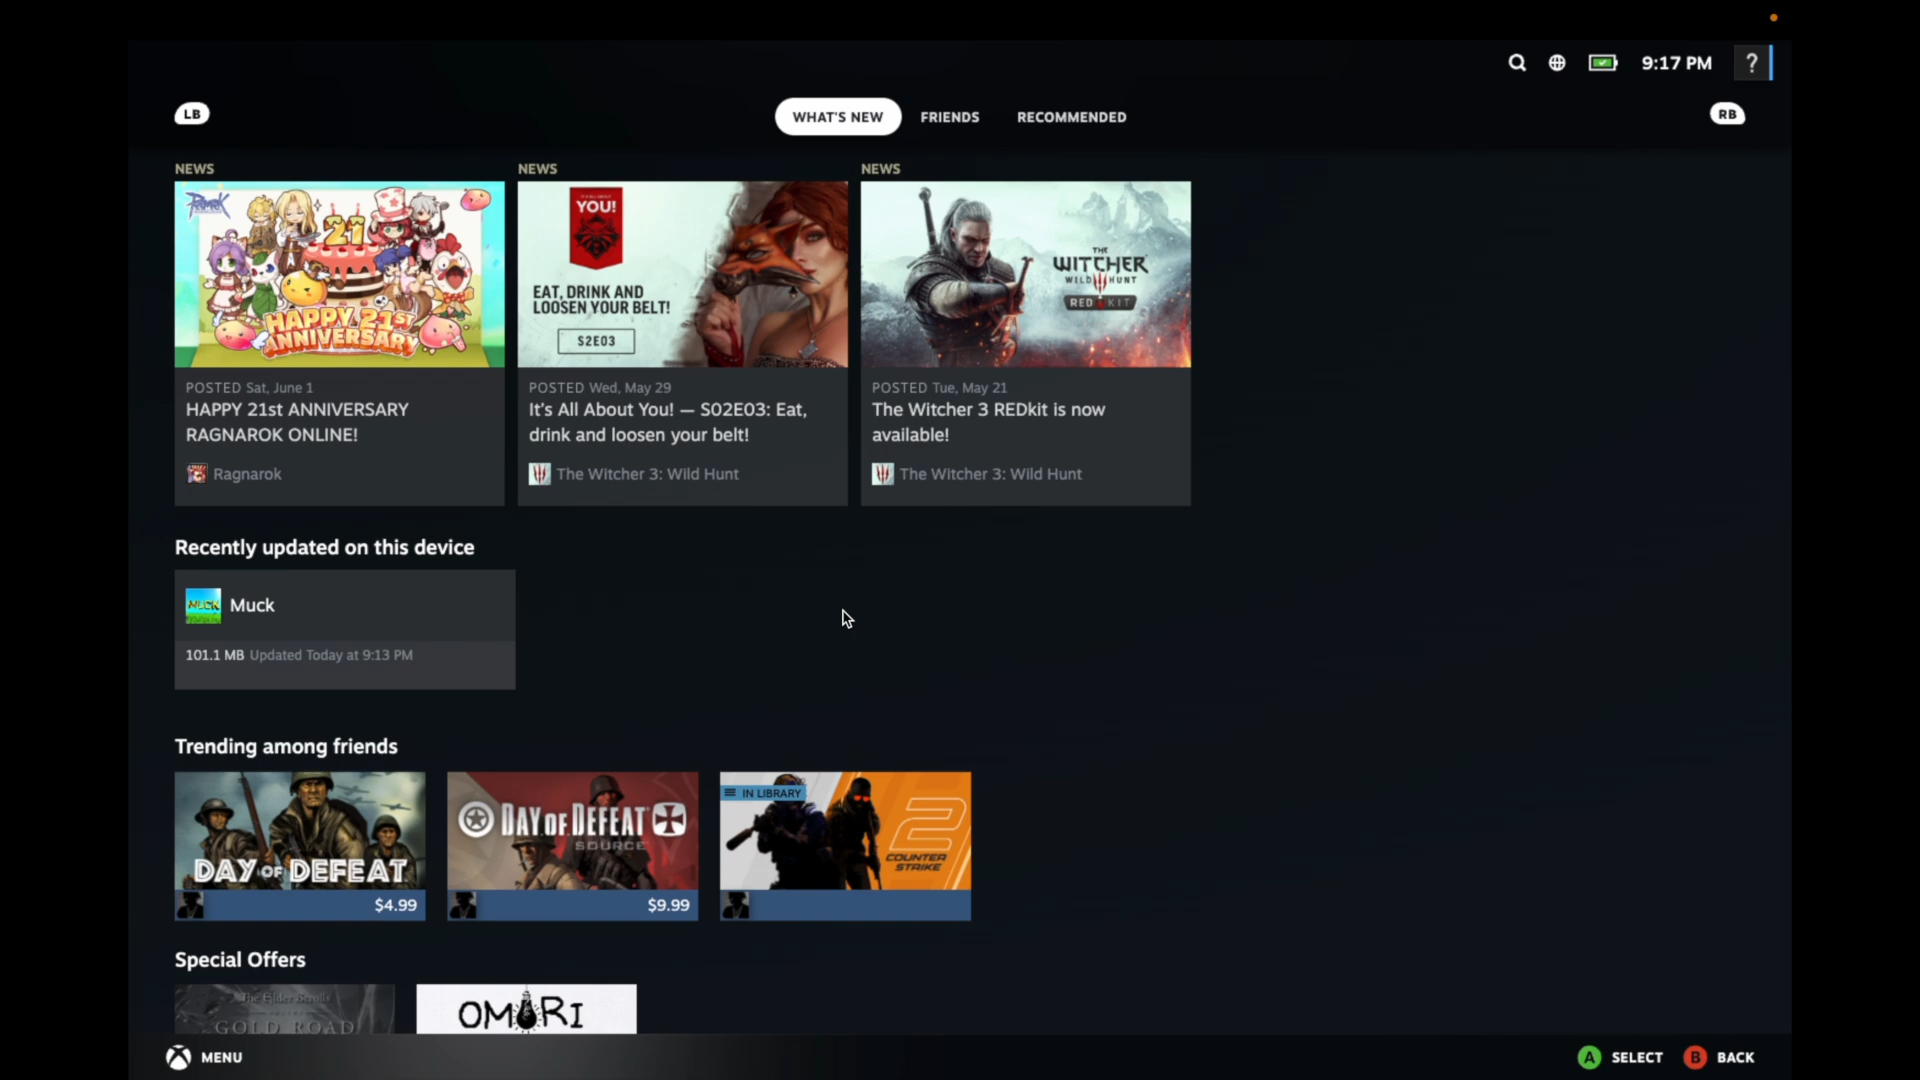 9:17 PM
?
LB
WHAT'S NEW
FRIENDS
RECOMMENDED
RB
NEWS
NEWS
NEWS
21
HAPPY 21ST
ANNIVERSARY
YOU!
EAT, DRINK AND
LOOSEN YOUR BELT!
S2E03
THE
WITCHER
WILD HUNT
REDKIT
POSTED Sat, June 1
HAPPY 21st ANNIVERSARY
RAGNAROK ONLINE!
Ragnarok
POSTED Wed, May 29
It's All About You! — S02E03: Eat,
drink and loosen your belt!
The Witcher 3: Wild Hunt
POSTED Tue, May 21
The Witcher 3 REDkit is now
available!
The Witcher 3: Wild Hunt
Recently updated on this device
MUCK
Muck
101.1 MB Updated Today at 9:13 PM
Trending among friends
DAY OF DEFEAT
$4.99
DAY OF DEFEAT
SOURCE
$9.99
IN LIBRARY
2
COUNTER
STRIKE
Special Offers
The Elder Scrolls
GOLD ROAD
OMORI
MENU
A SELECT
B BACK